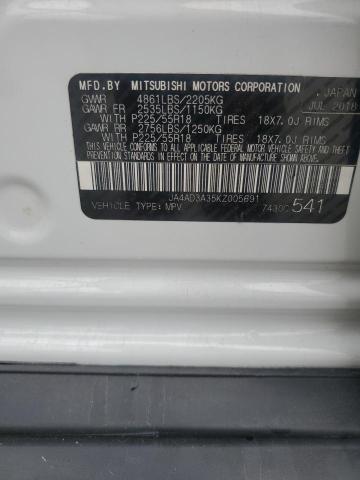 MFD.BY MITSUBISHI MOTORS CORPORATION , JAPAN
GVWR 4861LBS/2205KG JUL 2018
GAWR FR 2535LBS/1150KG
WITH P225/55R18 TIRES 18X7.0J RIMS
GAWR RR 2756LBS/1250KG
WITH P225/55R18 TIRES 18X7.0J RIMS
THIS VEHICLE CONFORMS TO ALL APPLICABLE
FEDERAL MOTOR VEHICLE SAFETY AND THEFT
PREVENTION STANDARDS IN EFFECT ON THE
DATE OF MANUFACTURE SHOWN ABOVE.
JA4AD3A35KZ005691
VEHICLE TYPE: MPV 541